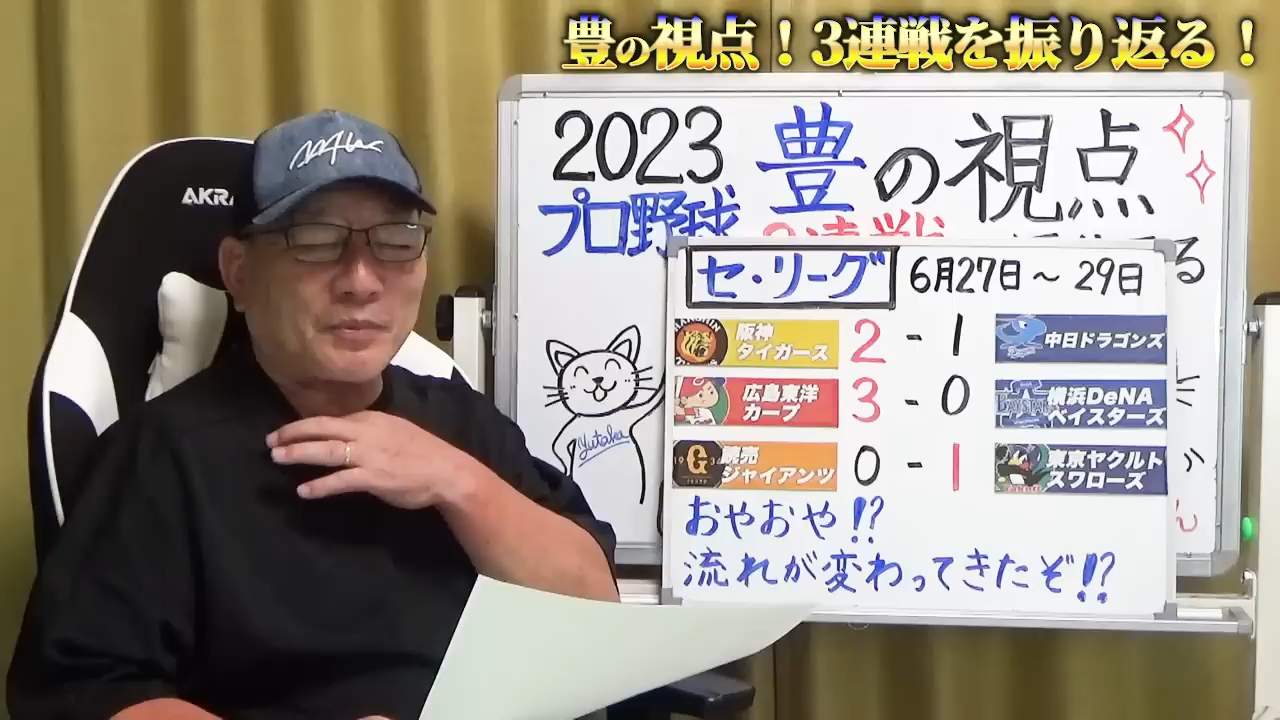 豊の視点！3連戦を振り返る！
2023 豊の視点
プロ野球
セ・リーグ 6月27日～29日
阪神タイガース 2 - 1 中日ドラゴンズ
広島東洋カープ 3 - 0 横浜DeNAベイスターズ
読売ジャイアンツ 0 - 1 東京ヤクルトスワローズ
おやおや!?
流れが変わってきたぞ!?
Yutaka